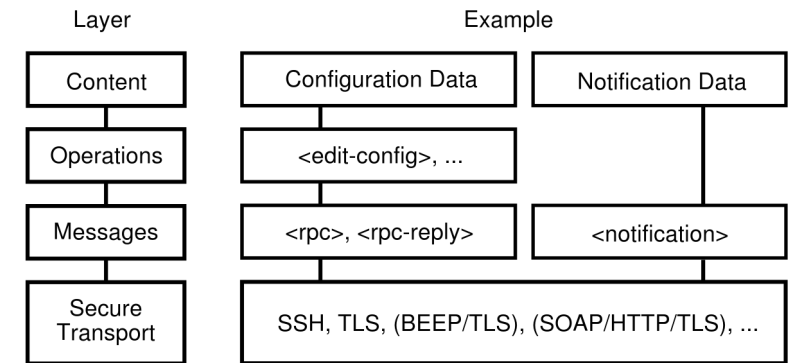 Layer
Example
Content
Configuration Data
Notification Data
Operations
<edit-config>, ...
Messages
<rpc>, <rpc-reply>
<notification>
Secure
Transport
SSH, TLS, (BEEP/TLS), (SOAP/HTTP/TLS), ...